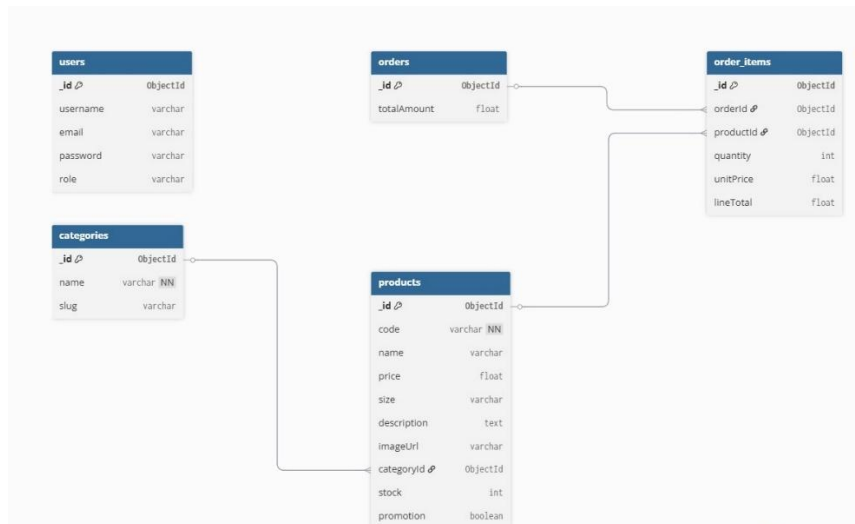 users
_id ObjectId
username varchar
email varchar
password varchar
role varchar
categories
_id ObjectId
name varchar NN
slug varchar
orders
_id ObjectId
totalAmount float
products
_id ObjectId
code varchar NN
name varchar
price float
size varchar
description text
imageUrl varchar
categoryId ObjectId
stock int
promotion boolean
order_items
_id ObjectId
orderId ObjectId
productId ObjectId
quantity int
unitPrice float
lineTotal float